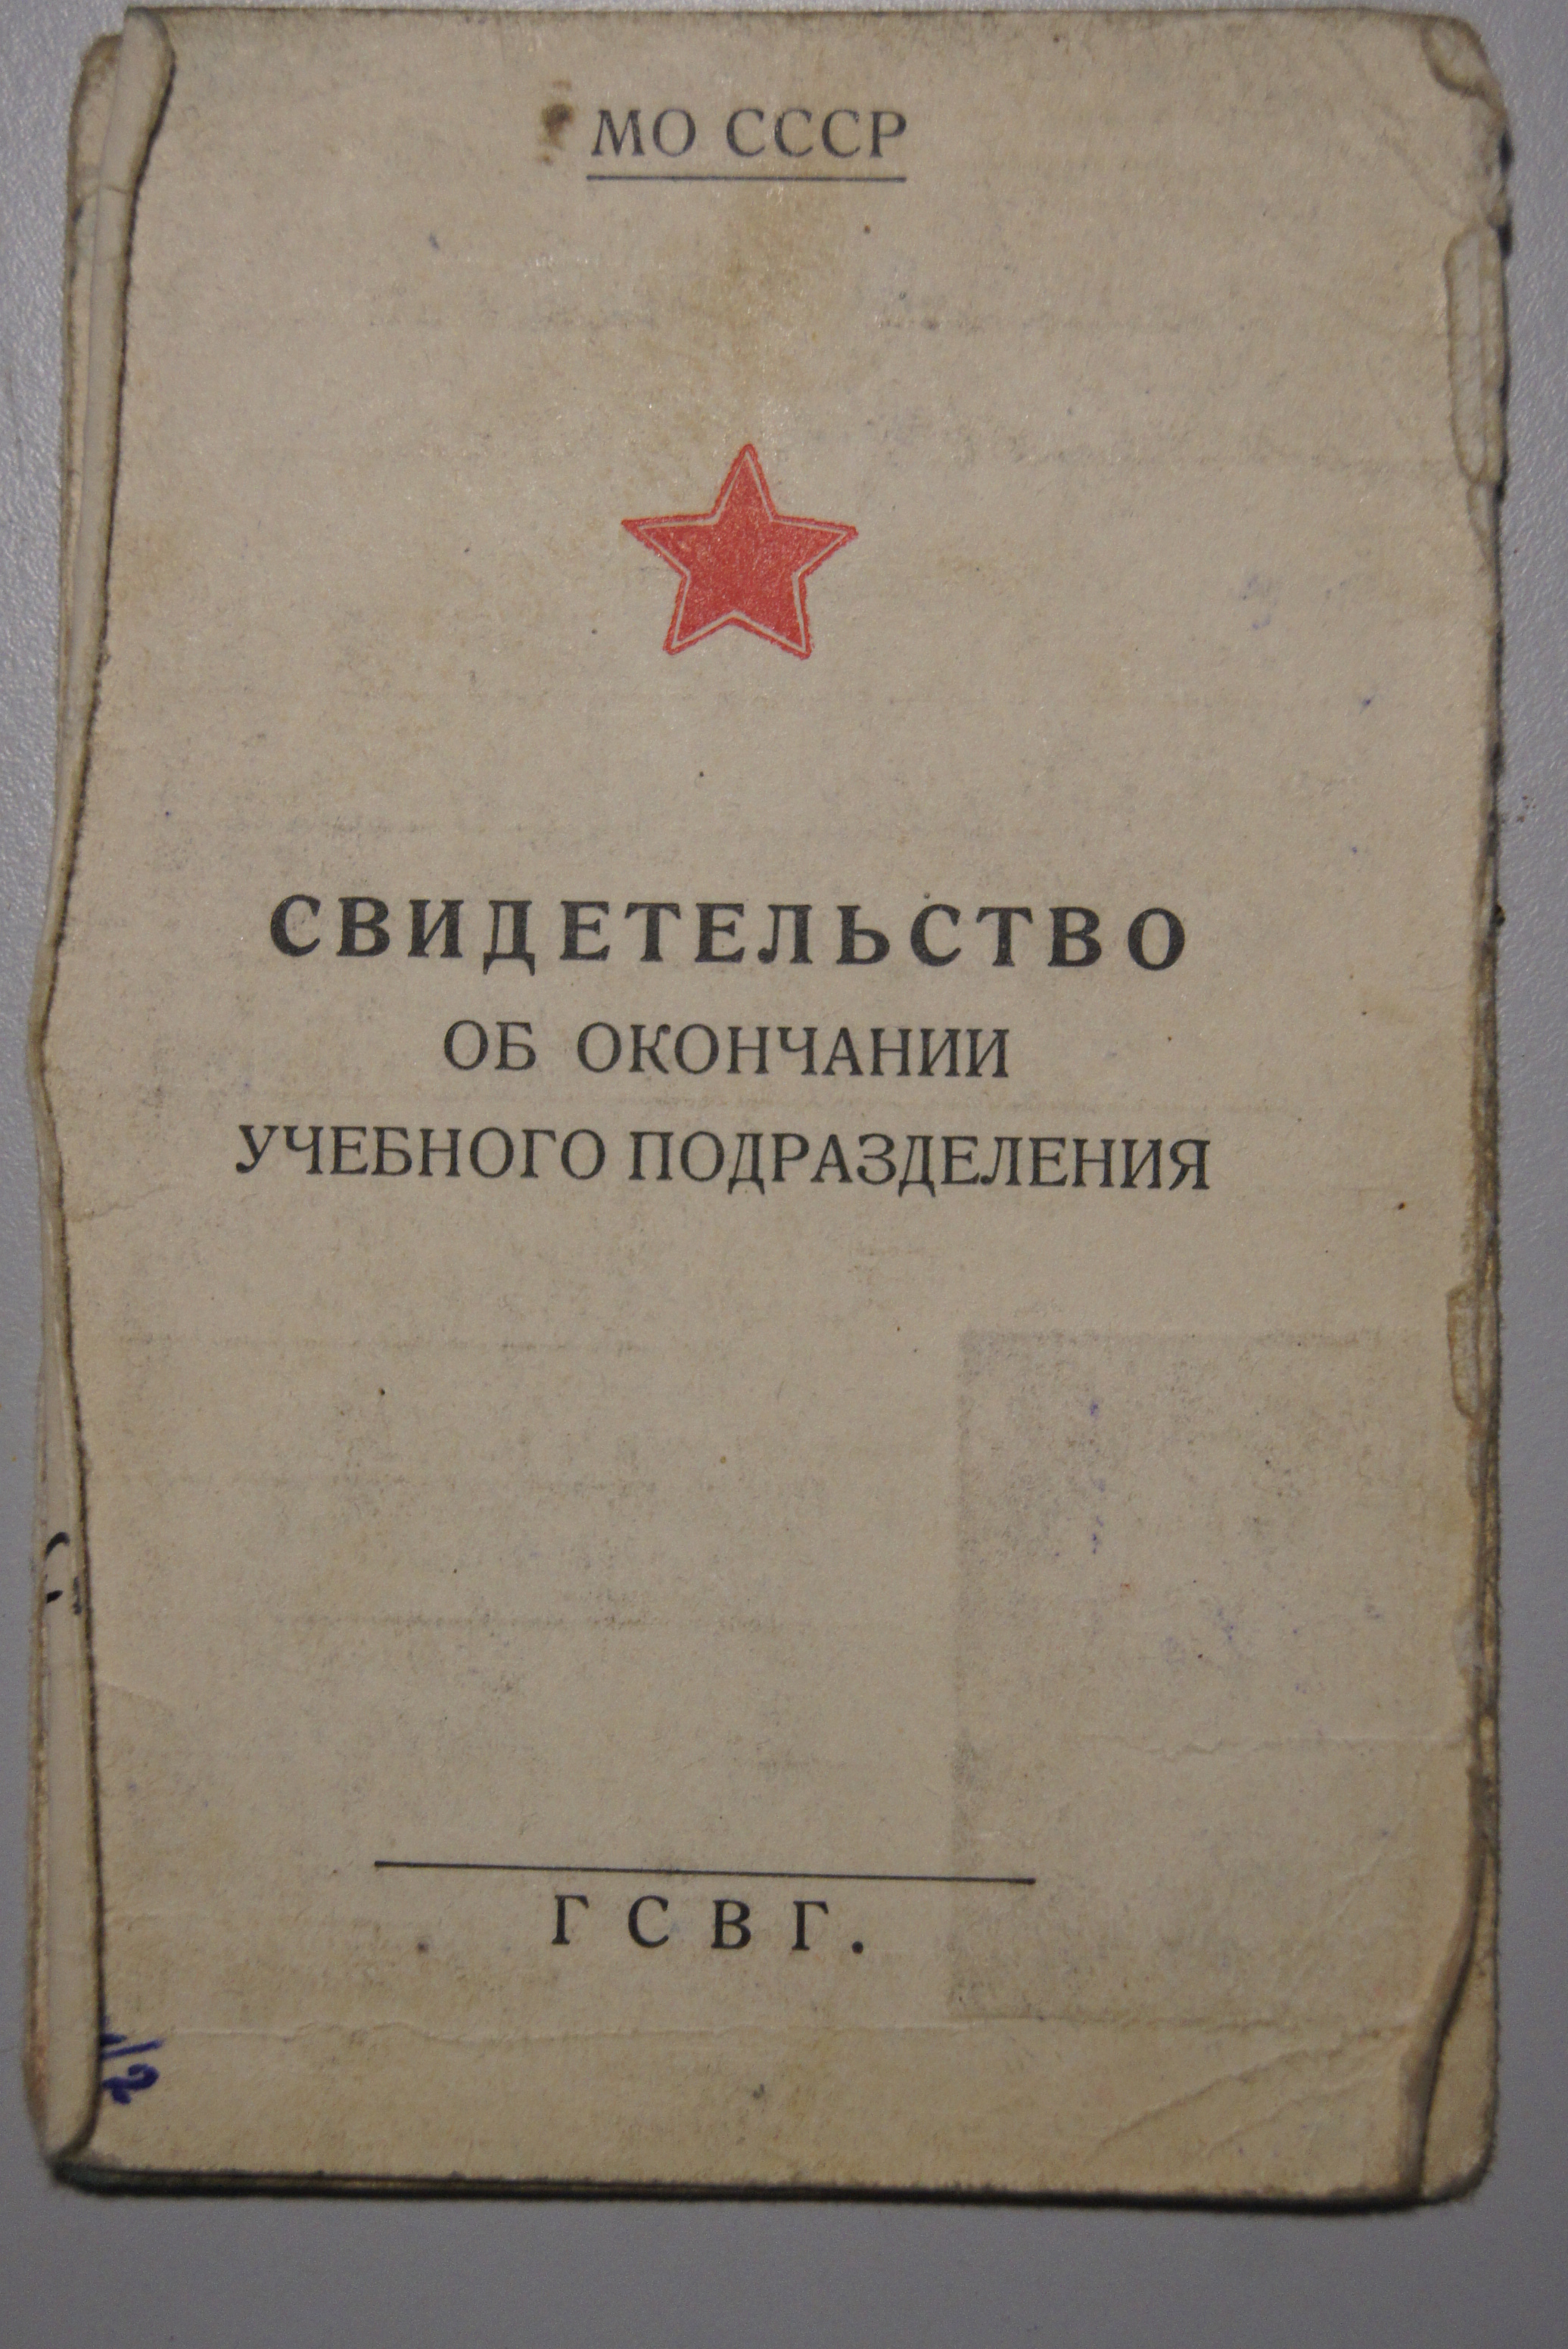 МО СССР
СВИДЕТЕЛЬСТВО
ОБ ОКОНЧАНИИ
УЧЕБНОГО ПОДРАЗДЕЛЕНИЯ
ГСВГ.